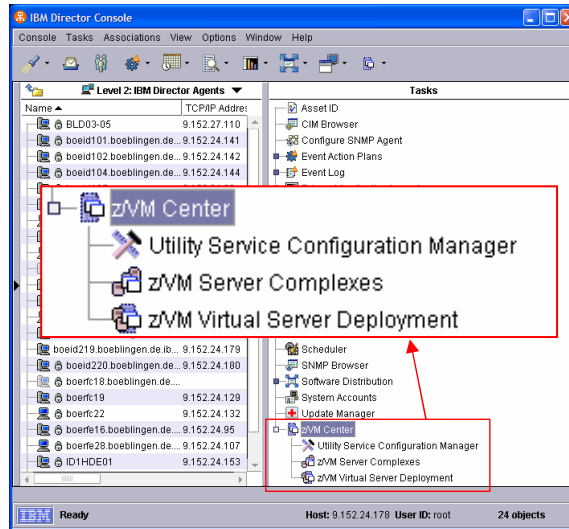 IBM Director Console
Console Tasks Associations View Options Window Help
Level 2: IBM Director Agents
Tasks
Name
TCP/IP Addres
BLD03-05 9.152.27.110
boeid101.boeblingen.de... 9.152.24.141
boeid102.boeblingen.de... 9.152.24.142
boeid104.boeblingen.de... 9.152.24.144
Asset ID
CIM Browser
Configure SNMP Agent
Event Action Plans
Event Log
z/VM Center
Utility Service Configuration Manager
z/VM Server Complexes
z/VM Virtual Server Deployment
boeid219.boeblingen.de.ib... 9.152.24.179
boeid220.boeblingen.de.ib... 9.152.24.180
boerfc18.boeblingen.de....
boerfc19 9.152.24.129
boerfc22 9.152.24.132
boerfe16.boeblingen.de.... 9.152.24.95
boerfe28.boeblingen.de.... 9.152.24.107
ID1HDE01 9.152.24.153
Scheduler
SNMP Browser
Software Distribution
System Accounts
Update Manager
z/VM Center
Utility Service Configuration Manager
z/VM Server Complexes
z/VM Virtual Server Deployment
IBM Ready
Host: 9.152.24.178 User ID: root 24 objects